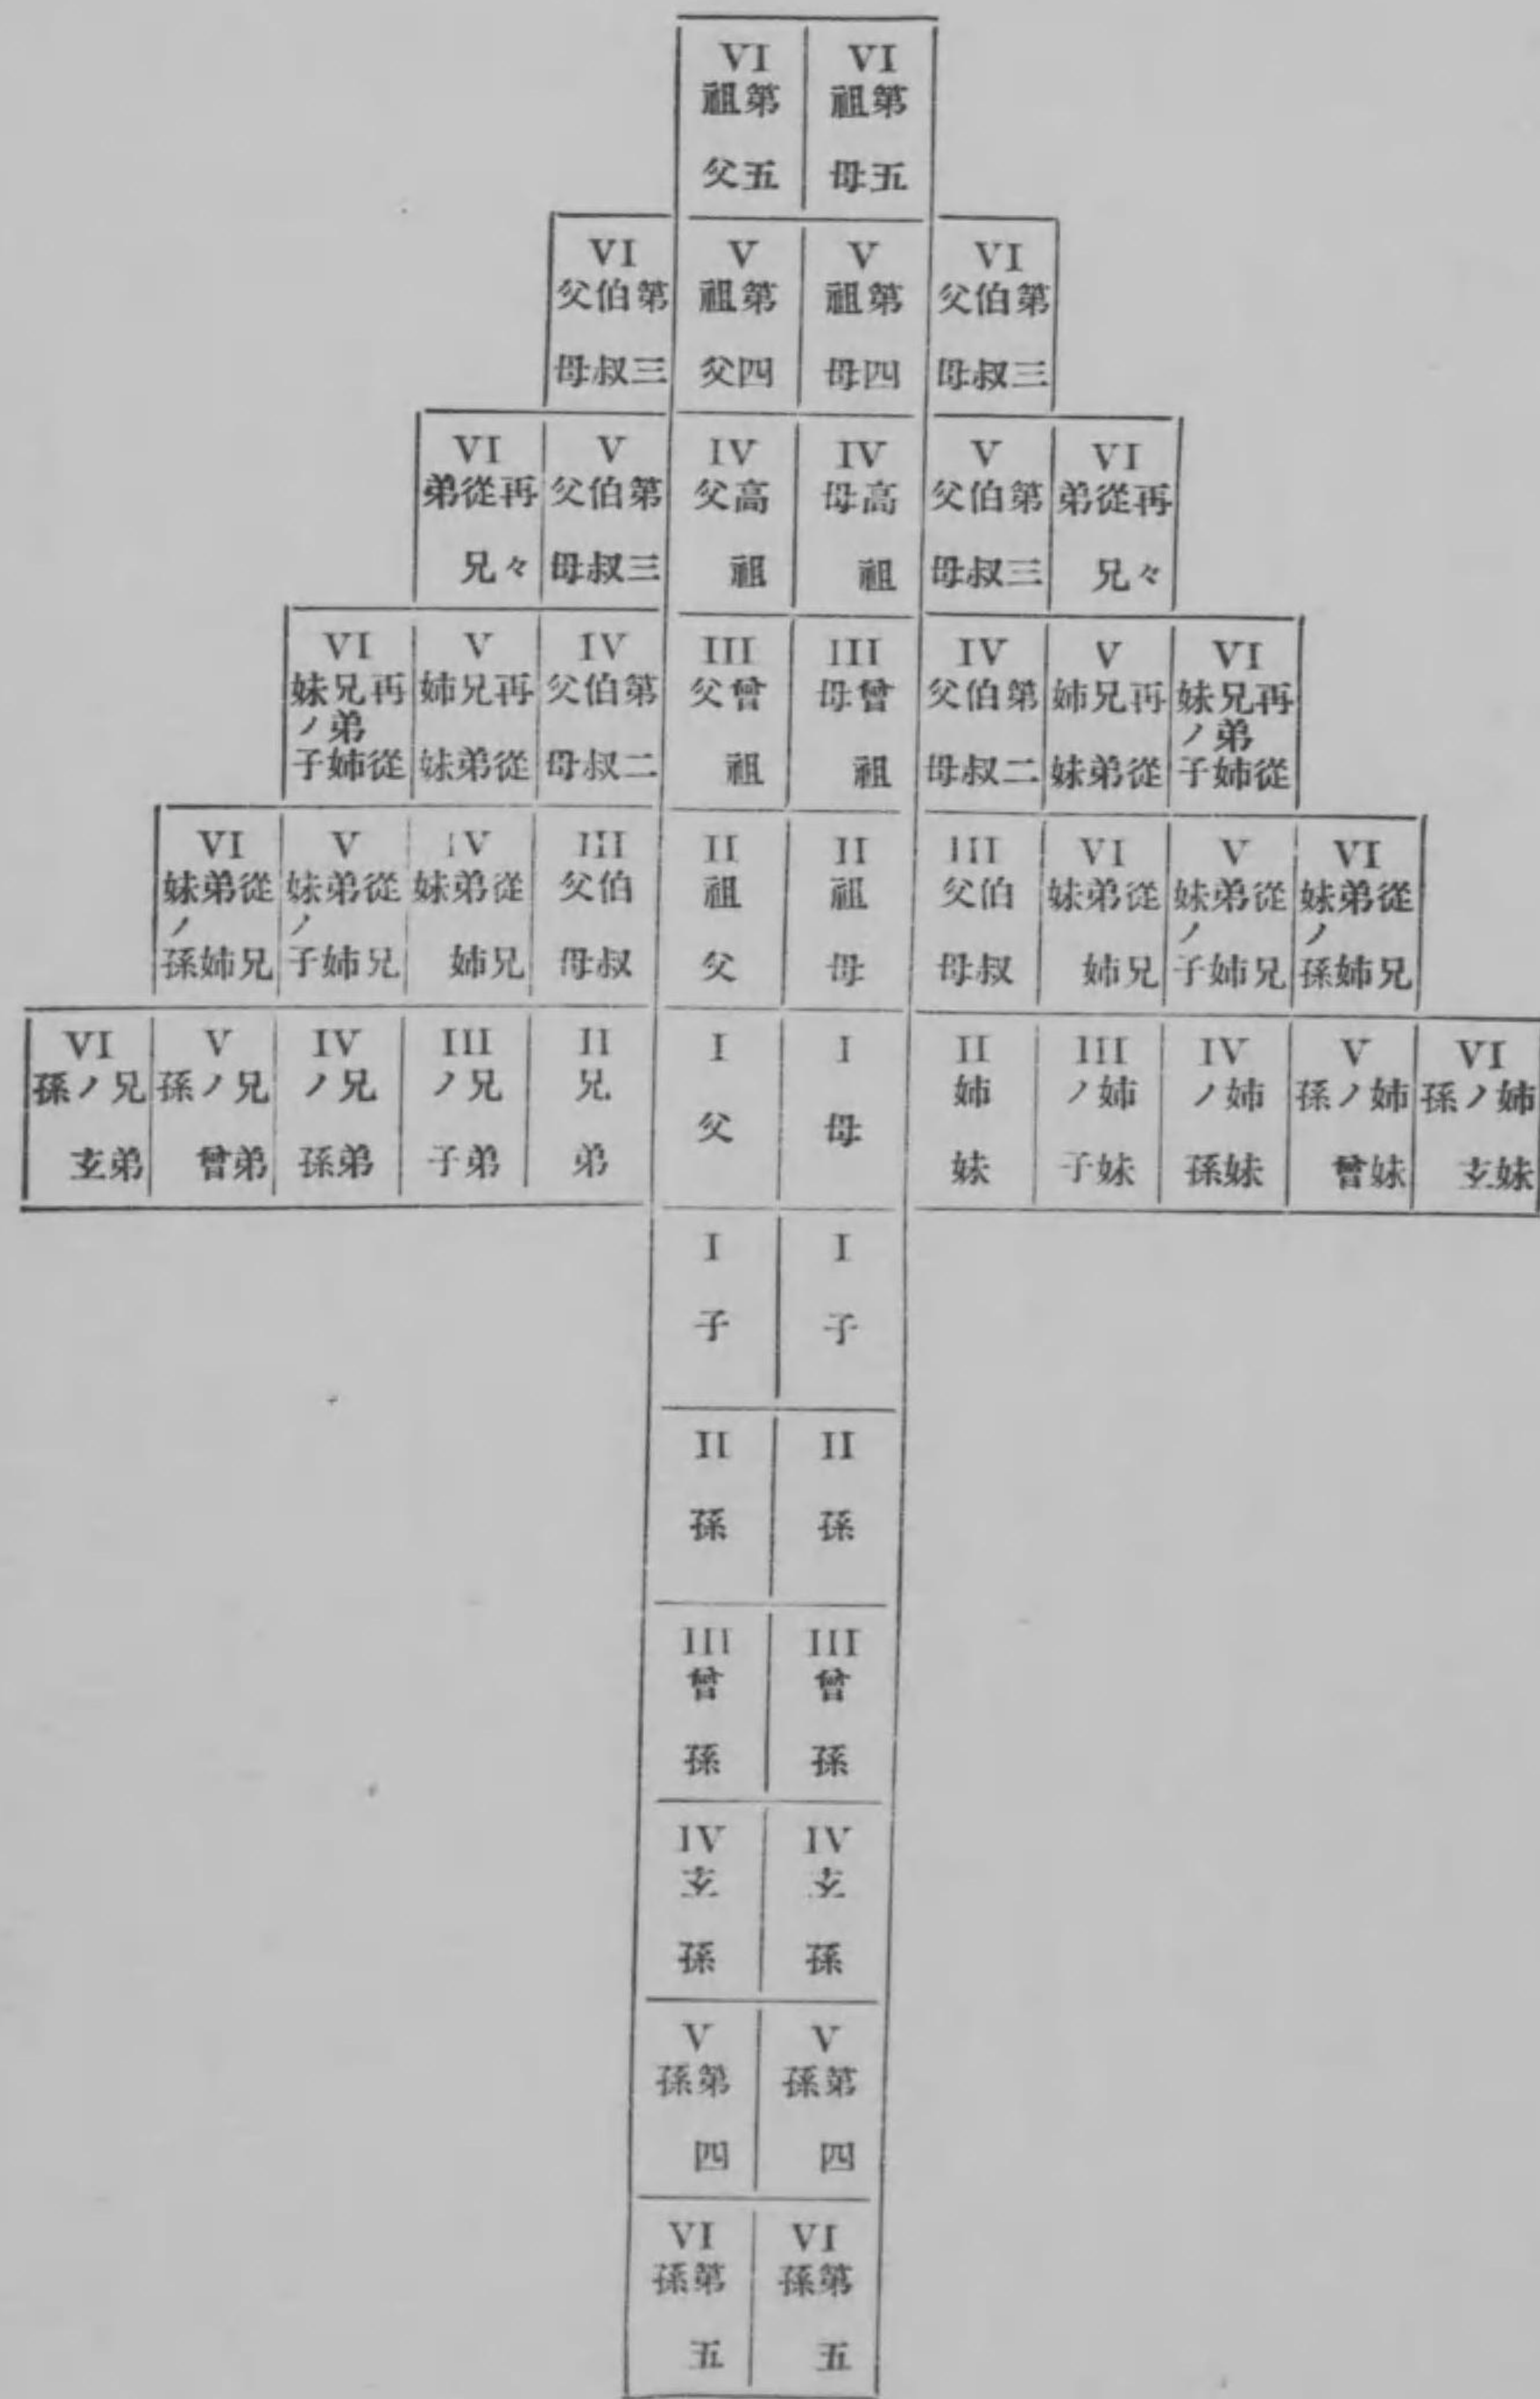 VI 第五祖父
VI 第五祖母
VI 第三伯叔父母
V 第四祖父
V 第四祖母
VI 第三伯叔父母
VI 再々從兄弟
V 第三伯叔父母
IV 高祖父
IV 高祖母
V 第三伯叔父母
VI 再々從兄弟
VI 再從兄弟姉妹ノ子
V 再從兄弟姉妹
IV 第二伯叔父母
III 曾祖父
III 曾祖母
IV 第二伯叔父母
V 再從兄弟姉妹
VI 再從兄弟姉妹ノ子
VI 從兄弟姉妹ノ孫
V 從兄弟姉妹ノ子
IV 從兄弟姉妹
III 伯叔父母
II 祖父
II 祖母
III 伯叔父母
VI 從兄弟姉妹
V 從兄弟姉妹ノ子
VI 從兄弟姉妹ノ孫
VI 兄弟ノ玄孫
V 兄弟ノ曾孫
IV 兄弟ノ孫
III 兄弟ノ子
II 兄弟
I 父
I 母
II 姉妹
III 姉妹ノ子
IV 姉妹ノ孫
V 姉妹ノ曾孫
VI 姉妹ノ玄孫
I 子
I 子
II 孫
II 孫
III 曾孫
III 曾孫
IV 玄孫
IV 玄孫
V 第四孫
V 第四孫
VI 第五孫
VI 第五孫